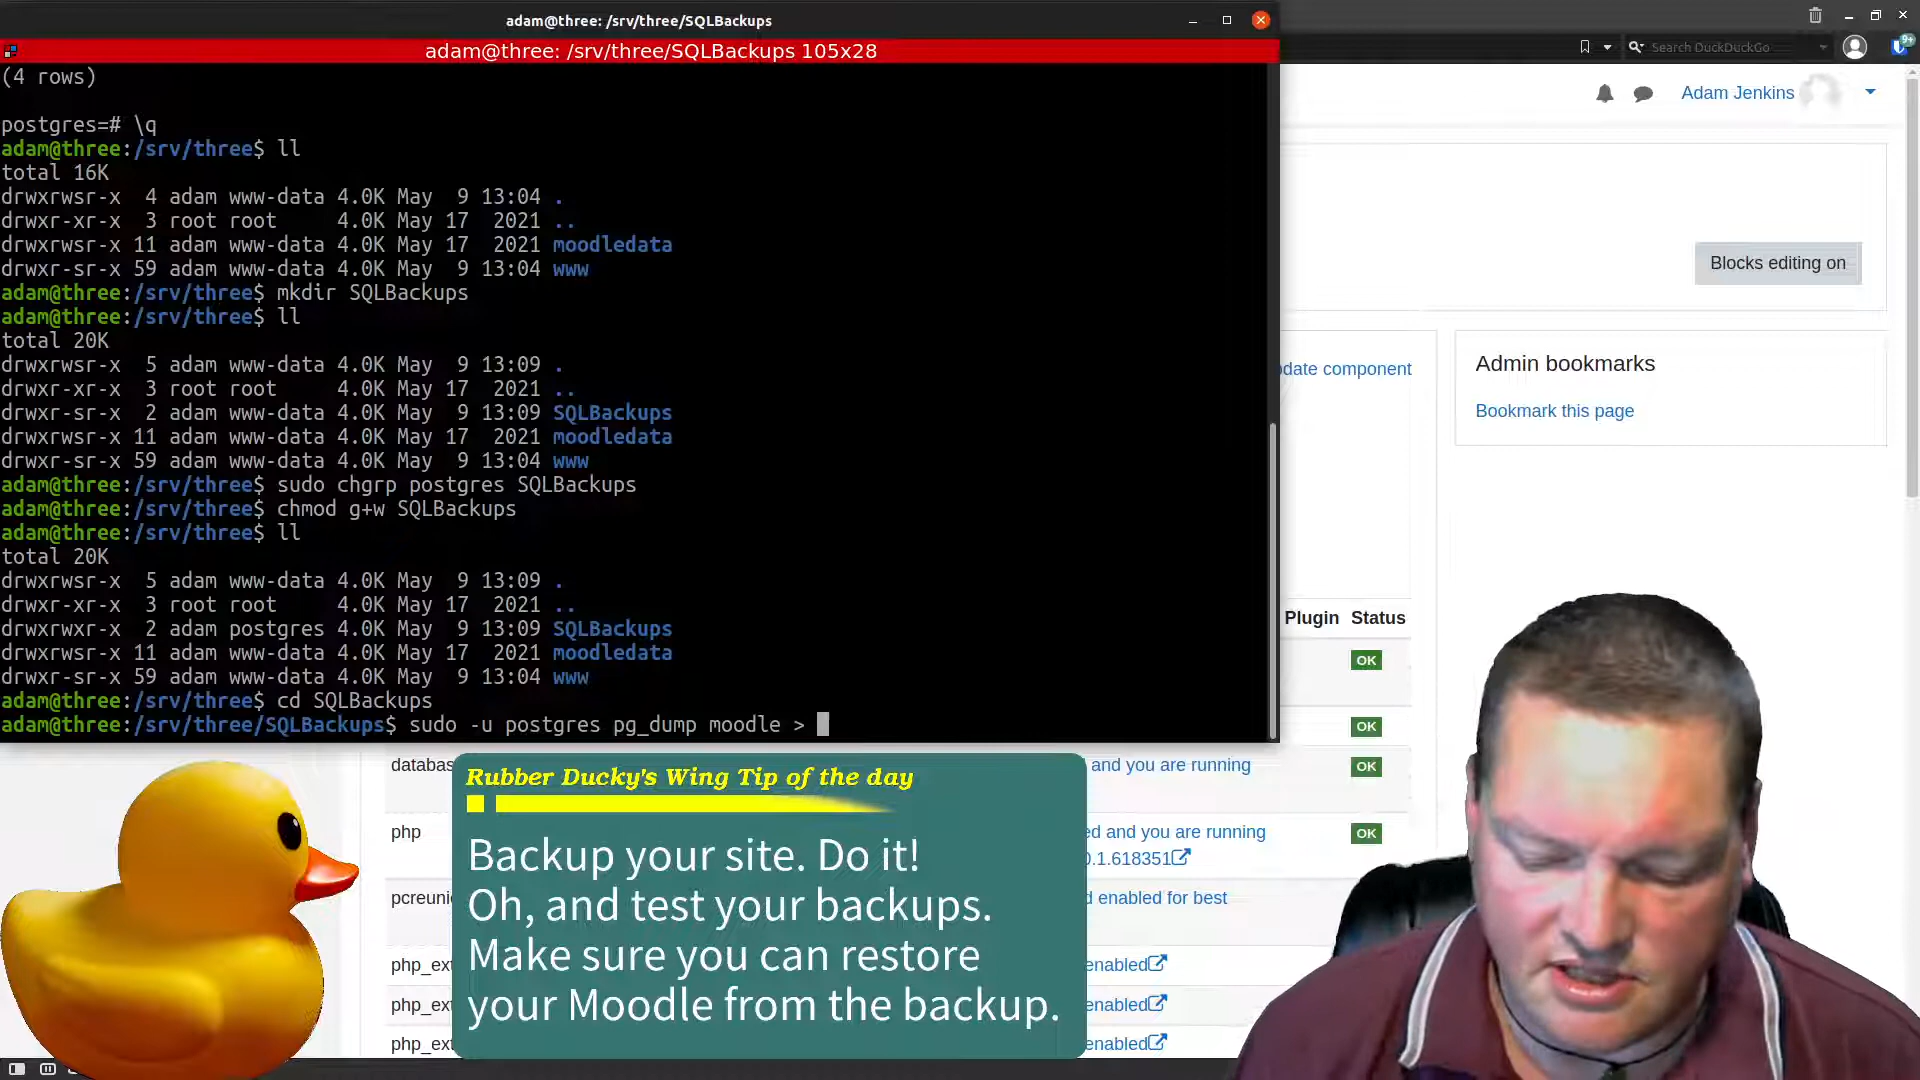 adam@three: /srv/three/SQLBackups
adam@three: /srv/three/SQLBackups 105x28
(4 rows)
postgres=# \q
adam@three:/srv/three$ ll
total 16K
drwxrwsr-x  4 adam www-data 4.0K May  9 13:04 .
drwxr-xr-x  3 root root     4.0K May 17  2021 ..
drwxrwsr-x 11 adam www-data 4.0K May 17  2021 moodledata
drwxr-sr-x 59 adam www-data 4.0K May  9 13:04 www
adam@three:/srv/three$ mkdir SQLBackups
adam@three:/srv/three$ ll
total 20K
drwxrwsr-x  5 adam www-data 4.0K May  9 13:09 .
drwxr-xr-x  3 root root     4.0K May 17  2021 ..
drwxr-sr-x  2 adam www-data 4.0K May  9 13:09 SQLBackups
drwxrwsr-x 11 adam www-data 4.0K May 17  2021 moodledata
drwxr-sr-x 59 adam www-data 4.0K May  9 13:04 www
adam@three:/srv/three$ sudo chgrp postgres SQLBackups
adam@three:/srv/three$ chmod g+w SQLBackups
adam@three:/srv/three$ ll
total 20K
drwxrwsr-x  5 adam www-data 4.0K May  9 13:09 .
drwxr-xr-x  3 root root     4.0K May 17  2021 ..
drwxrwxr-x  2 adam postgres 4.0K May  9 13:09 SQLBackups
drwxrwsr-x 11 adam www-data 4.0K May 17  2021 moodledata
drwxr-sr-x 59 adam www-data 4.0K May  9 13:04 www
adam@three:/srv/three$ cd SQLBackups
adam@three:/srv/three/SQLBackups$ sudo -u postgres pg_dump moodle >
Search DuckDuckGo
9+
Adam Jenkins
Blocks editing on
date component
Admin bookmarks
Bookmark this page
Plugin Status
OK
OK
databas and you are running OK
php ed and you are running OK
0.1.618351
pcreuni d enabled for best
php_ext enabled
php_ext enabled
php_ext enabled
Rubber Ducky's Wing Tip of the day
Backup your site. Do it!
Oh, and test your backups.
Make sure you can restore
your Moodle from the backup.